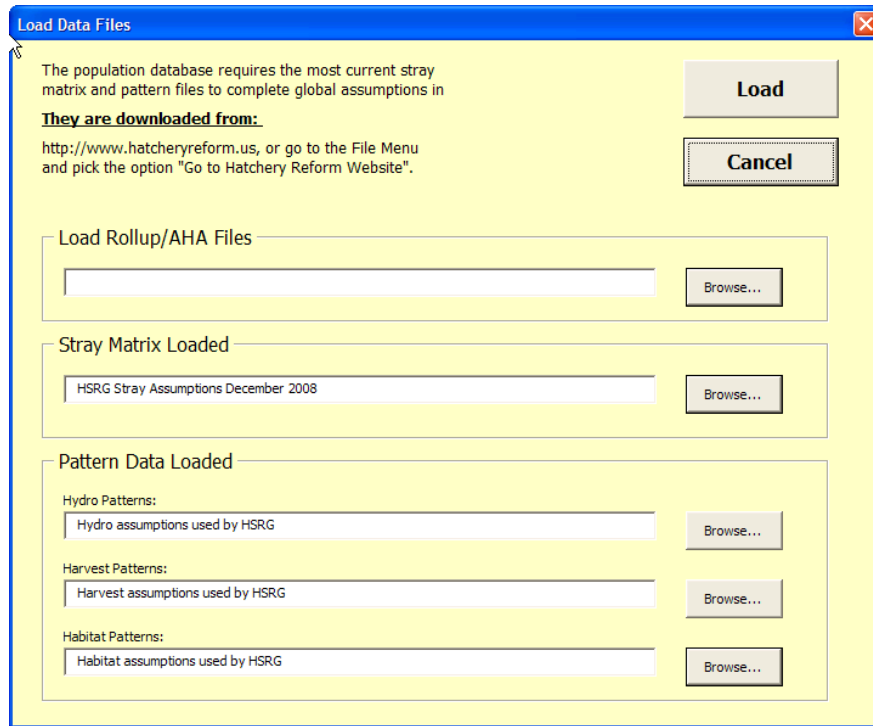 Load Data Files
The population database requires the most current stray
matrix and pattern files to complete global assumptions in
They are downloaded from:
http://www.hatcheryreform.us, or go to the File Menu
and pick the option "Go to Hatchery Reform Website".
Load
Cancel
Load Rollup/AHA Files
Browse...
Stray Matrix Loaded
HSRG Stray Assumptions December 2008
Browse...
Pattern Data Loaded
Hydro Patterns:
Hydro assumptions used by HSRG
Browse...
Harvest Patterns:
Harvest assumptions used by HSRG
Browse...
Habitat Patterns:
Habitat assumptions used by HSRG
Browse...